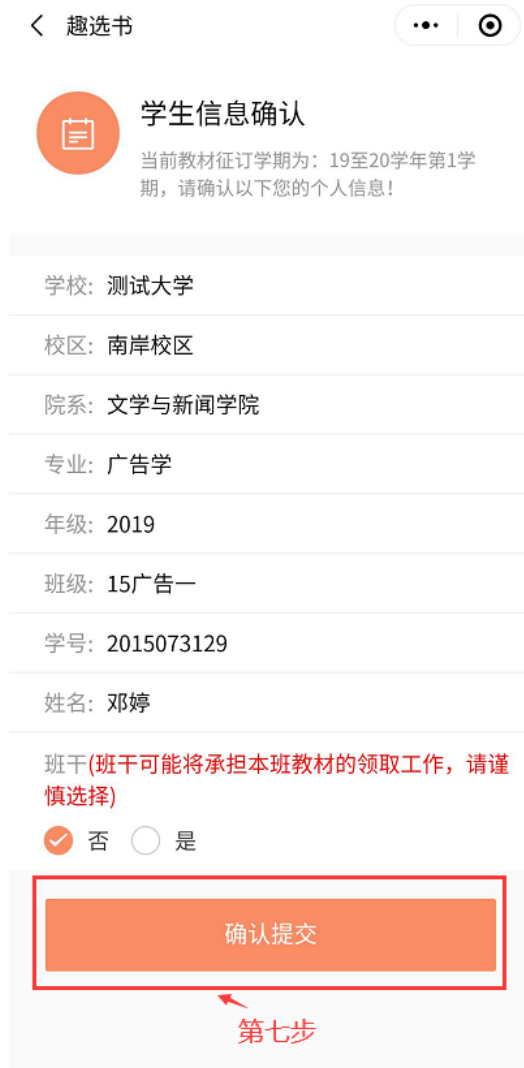 趣选书
学生信息确认
当前教材征订学期为：19至20学年第1学
期，请确认以下您的个人信息！
学校: 测试大学
校区: 南岸校区
院系: 文学与新闻学院
专业: 广告学
年级: 2019
班级: 15广告一
学号: 2015073129
姓名: 邓婷
班干(班干可能将承担本班教材的领取工作，请谨
慎选择)
否 是
确认提交
第七步